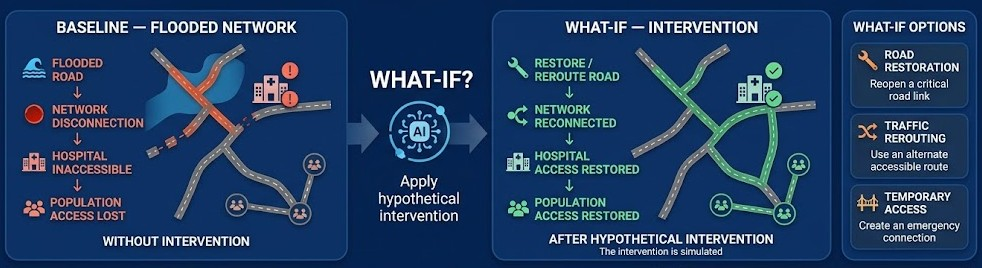 BASELINE — FLOODED NETWORK
FLOODED
ROAD
NETWORK
DISCONNECTION
HOSPITAL
INACCESSIBLE
POPULATION
ACCESS LOST
WITHOUT INTERVENTION
WHAT-IF?
AI
Apply
hypothetical
intervention
WHAT-IF — INTERVENTION
RESTORE /
REROUTE ROAD
NETWORK
RECONNECTED
HOSPITAL
ACCESS RESTORED
POPULATION
ACCESS RESTORED
AFTER HYPOTHETICAL INTERVENTION
The intervention is simulated
WHAT-IF OPTIONS
ROAD
RESTORATION
Reopen a critical
road link
TRAFFIC
REROUTING
Use an alternate
accessible route
TEMPORARY
ACCESS
Create an emergency
connection